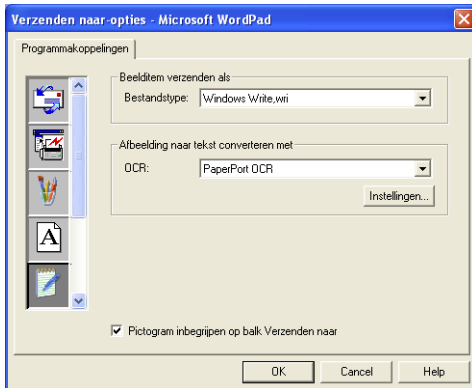 Verzenden naar-opties - Microsoft WordPad
Programmakoppelingen
Beelditem verzenden als
Bestandstype:
Windows Write,wri
Afbeelding naar tekst converteren met
OCR:
PaperPort OCR
Instellingen...
A
Pictogram inbegrijpen op balk Verzenden naar
OK
Cancel
Help